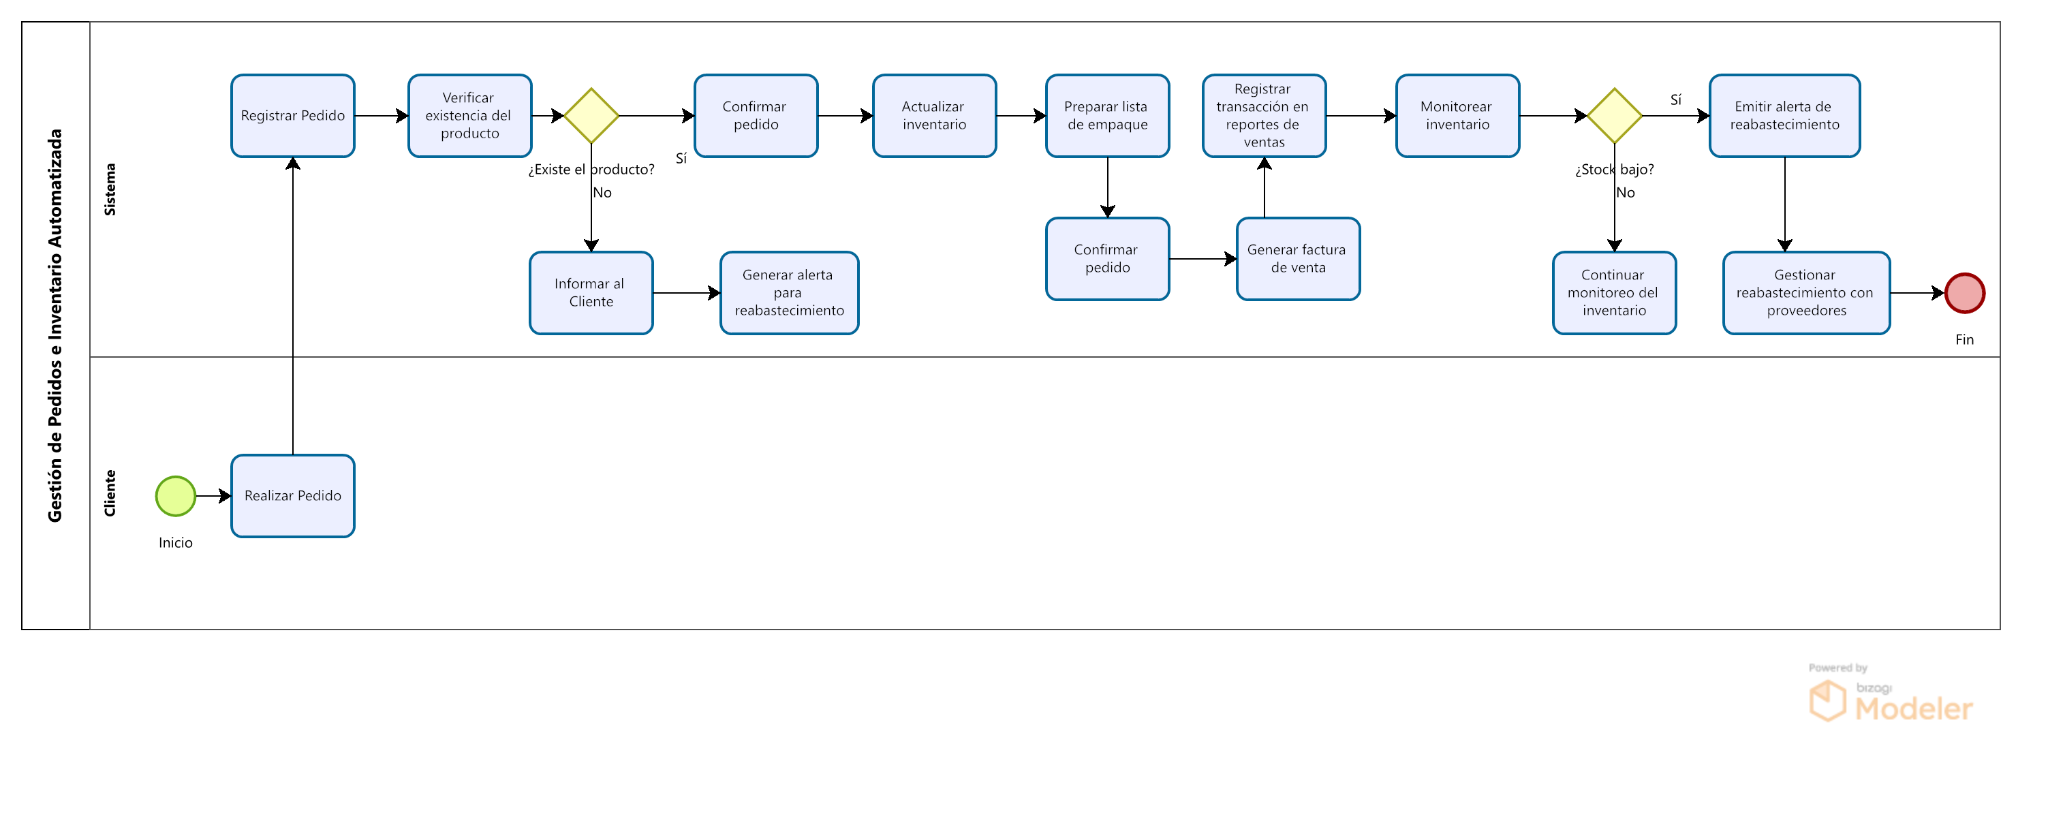 Gestión de Pedidos e Inventario Automatizada
Sistema
Registrar Pedido
Verificar
existencia del
producto
¿Existe el producto?
Sí
No
Confirmar
pedido
Actualizar
inventario
Preparar lista
de empaque
Registrar
transacción en
reportes de
ventas
Monitorear
inventario
¿Stock bajo?
Sí
No
Emitir alerta de
reabastecimiento
Informar al
Cliente
Generar alerta
para
reabastecimiento
Confirmar
pedido
Generar factura
de venta
Continuar
monitoreo del
inventario
Gestionar
reabastecimiento con
proveedores
Fin
Cliente
Inicio
Realizar Pedido
Powered by
bizagi
Modeler